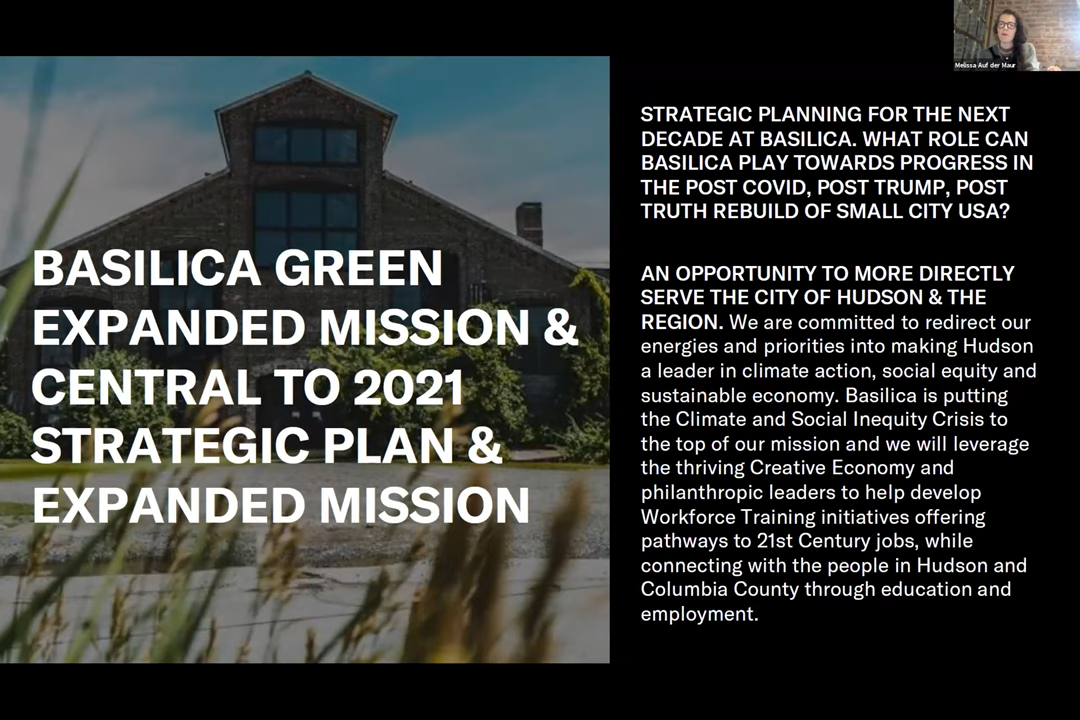 Melissa Auf der Maur
BASILICA GREEN
EXPANDED MISSION &
CENTRAL TO 2021
STRATEGIC PLAN &
EXPANDED MISSION
STRATEGIC PLANNING FOR THE NEXT
DECADE AT BASILICA. WHAT ROLE CAN
BASILICA PLAY TOWARDS PROGRESS IN
THE POST COVID, POST TRUMP, POST
TRUTH REBUILD OF SMALL CITY USA?
AN OPPORTUNITY TO MORE DIRECTLY
SERVE THE CITY OF HUDSON & THE
REGION. We are committed to redirect our
energies and priorities into making Hudson
a leader in climate action, social equity and
sustainable economy. Basilica is putting
the Climate and Social Inequity Crisis to
the top of our mission and we will leverage
the thriving Creative Economy and
philanthropic leaders to help develop
Workforce Training initiatives offering
pathways to 21st Century jobs, while
connecting with the people in Hudson and
Columbia County through education and
employment.